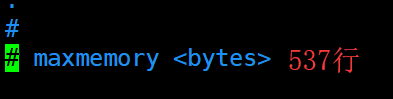 .
#
# maxmemory <bytes> 537行